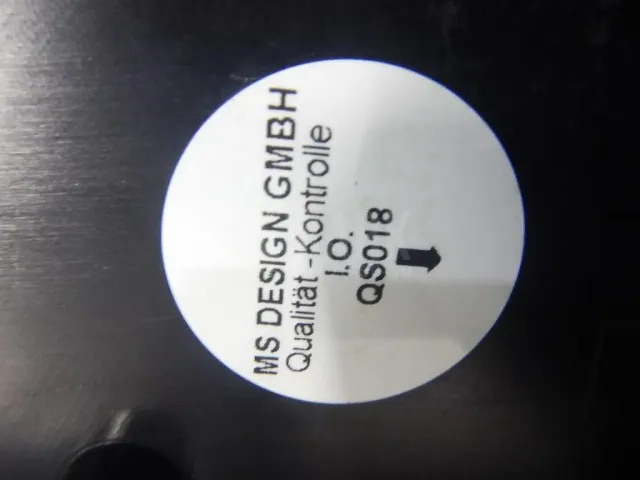 MS DESIGN GMBH
Qualität -Kontrolle
I.O.
QS018